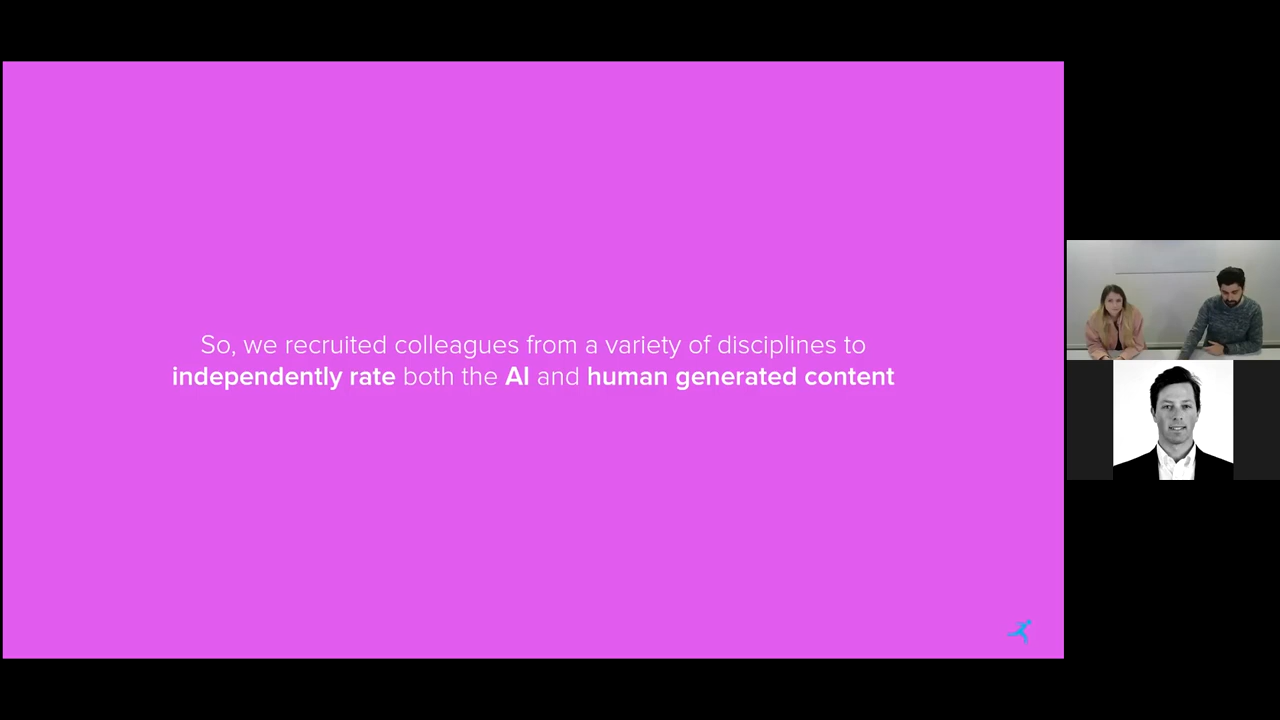 So, we recruited colleagues from a variety of disciplines to
independently rate both the AI and human generated content